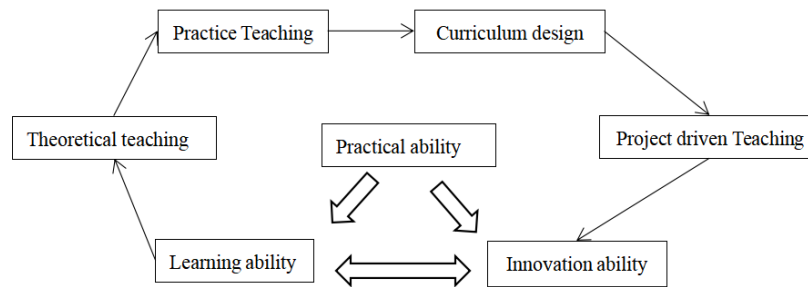 Practice Teaching
Curriculum design
Theoretical teaching
Practical ability
Project driven Teaching
Learning ability
Innovation ability